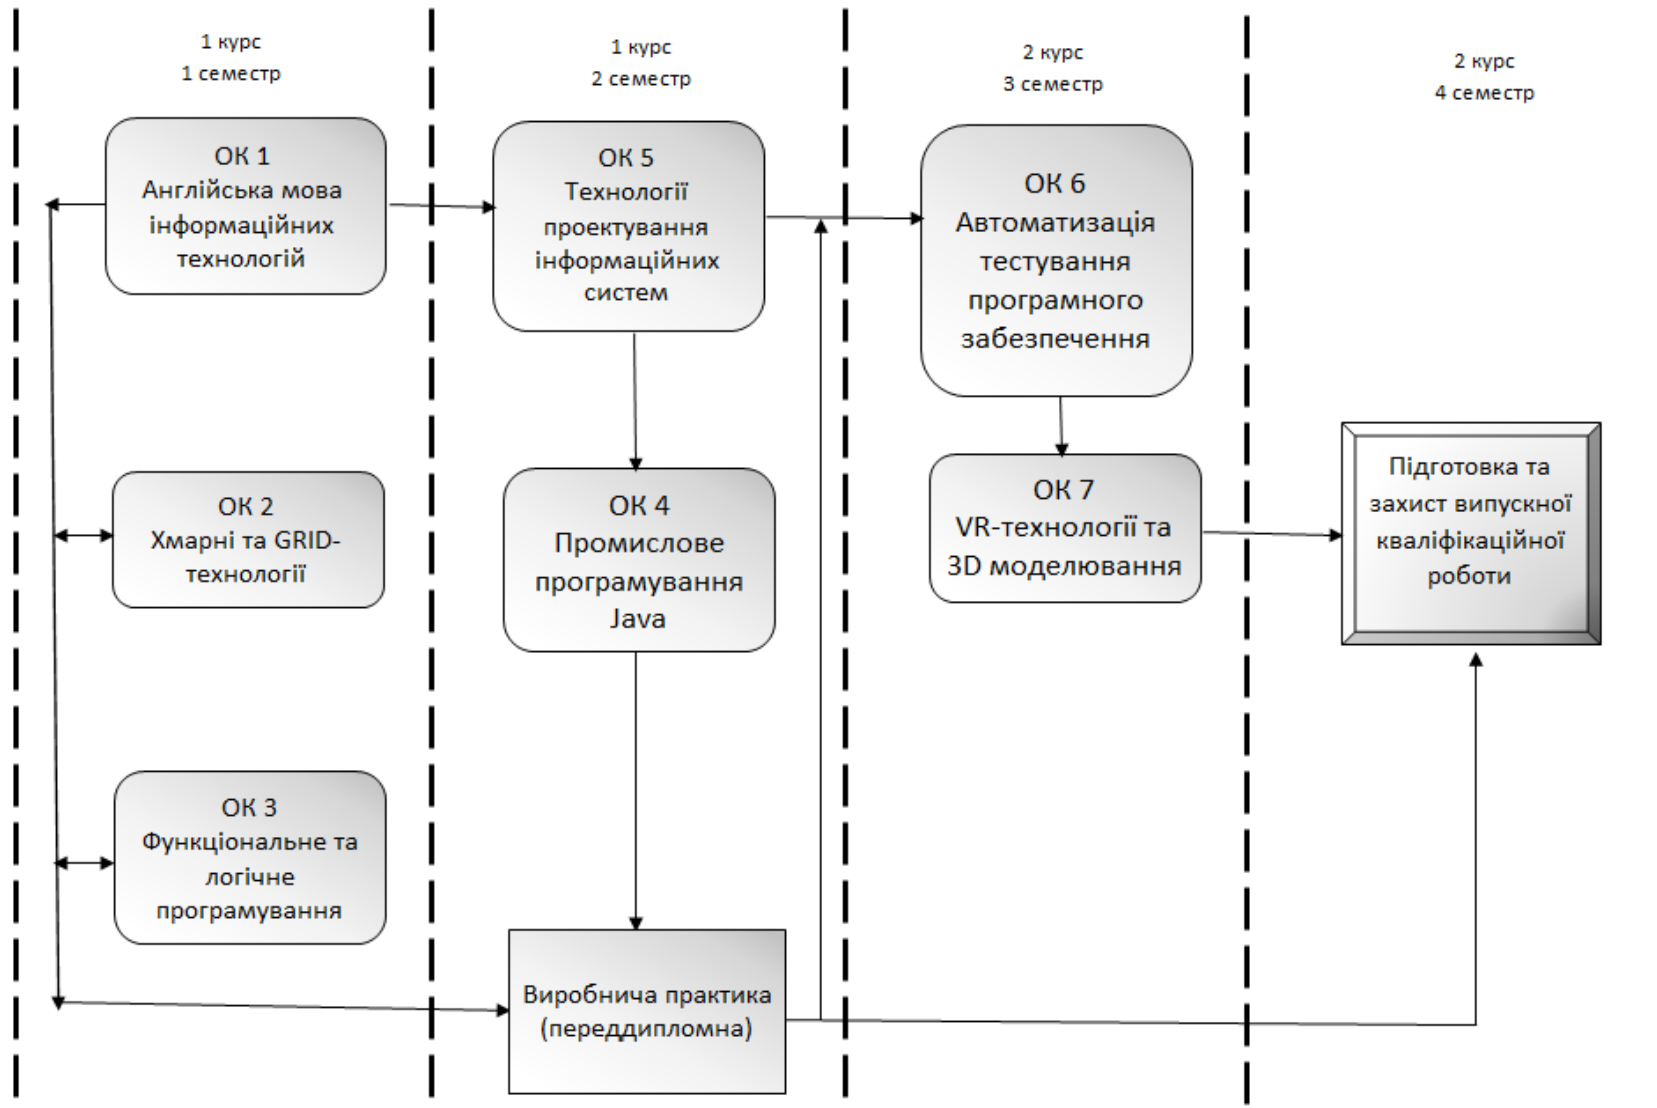 1 курс
1 семестр
ОК 1
Англійська мова
інформаційних
технологій
ОК 2
Хмарні та GRID-
технології
ОК 3
Функціональне та
логічне
програмування
1 курс
2 семестр
ОК 5
Технології
проектування
інформаційних
систем
ОК 4
Промислове
програмування
Java
Виробнича практика
(переддипломна)
2 курс
3 семестр
ОК 6
Автоматизація
тестування
програмного
забезпечення
ОК 7
VR-технології та
3D моделювання
2 курс
4 семестр
Підготовка та
захист випускної
кваліфікаційної
роботи